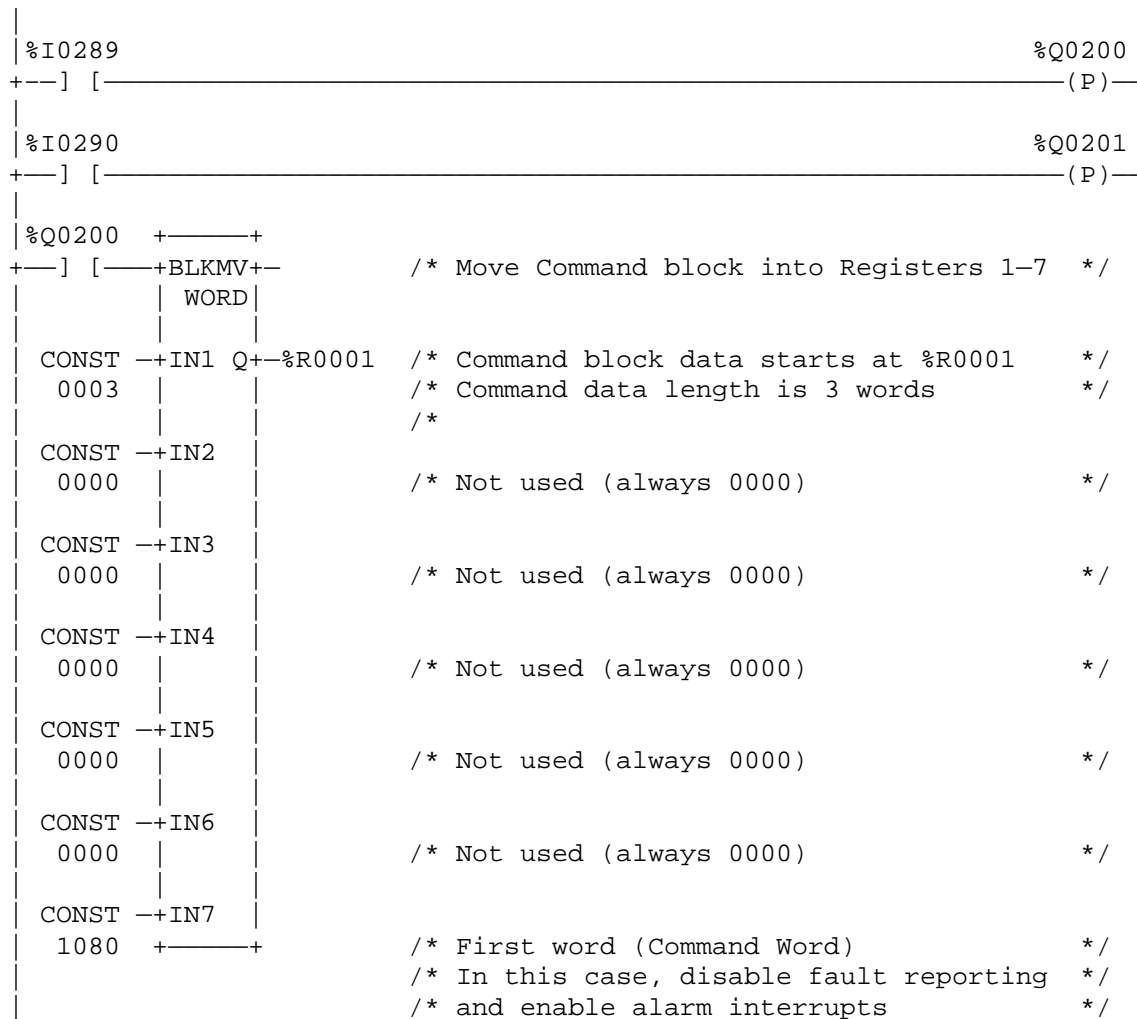 %I0289 %Q0200
] [ (P)
%I0290 %Q0201
] [ (P)
%Q0200
] [ BLKMV /* Move Command block into Registers 1—7 */
WORD
CONST IN1 Q %R0001 /* Command block data starts at %R0001 */
0003 /* Command data length is 3 words */
/*
CONST IN2
0000 /* Not used (always 0000) */
CONST IN3
0000 /* Not used (always 0000) */
CONST IN4
0000 /* Not used (always 0000) */
CONST IN5
0000 /* Not used (always 0000) */
CONST IN6
0000 /* Not used (always 0000) */
CONST IN7
1080 /* First word (Command Word) */
/* In this case, disable fault reporting */
/* and enable alarm interrupts */